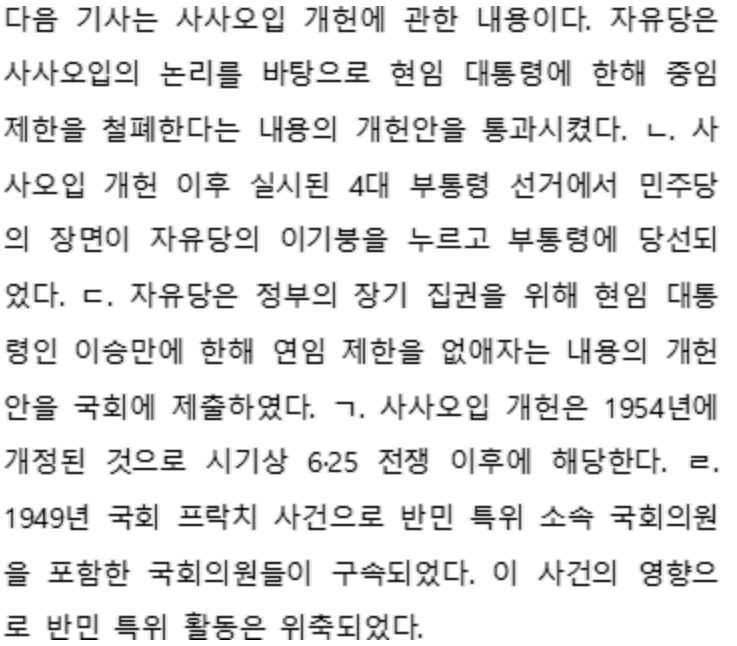 다음 기사는 사사오입 개헌에 관한 내용이다. 자유당은
사사오입의 논리를 바탕으로 현임 대통령에 한해 중임
제한을 철폐한다는 내용의 개헌안을 통과시켰다. ㄴ. 사
사오입 개헌 이후 실시된 4대 부통령 선거에서 민주당
의 장면이 자유당의 이기붕을 누르고 부통령에 당선되
었다. ㄷ. 자유당은 정부의 장기 집권을 위해 현임 대통
령인 이승만에 한해 연임 제한을 없애자는 내용의 개헌
안을 국회에 제출하였다. ㄱ. 사사오입 개헌은 1954년에
개정된 것으로 시기상 6·25 전쟁 이후에 해당한다. ㄹ.
1949년 국회 프락치 사건으로 반민 특위 소속 국회의원
을 포함한 국회의원들이 구속되었다. 이 사건의 영향으
로 반민 특위 활동은 위축되었다.